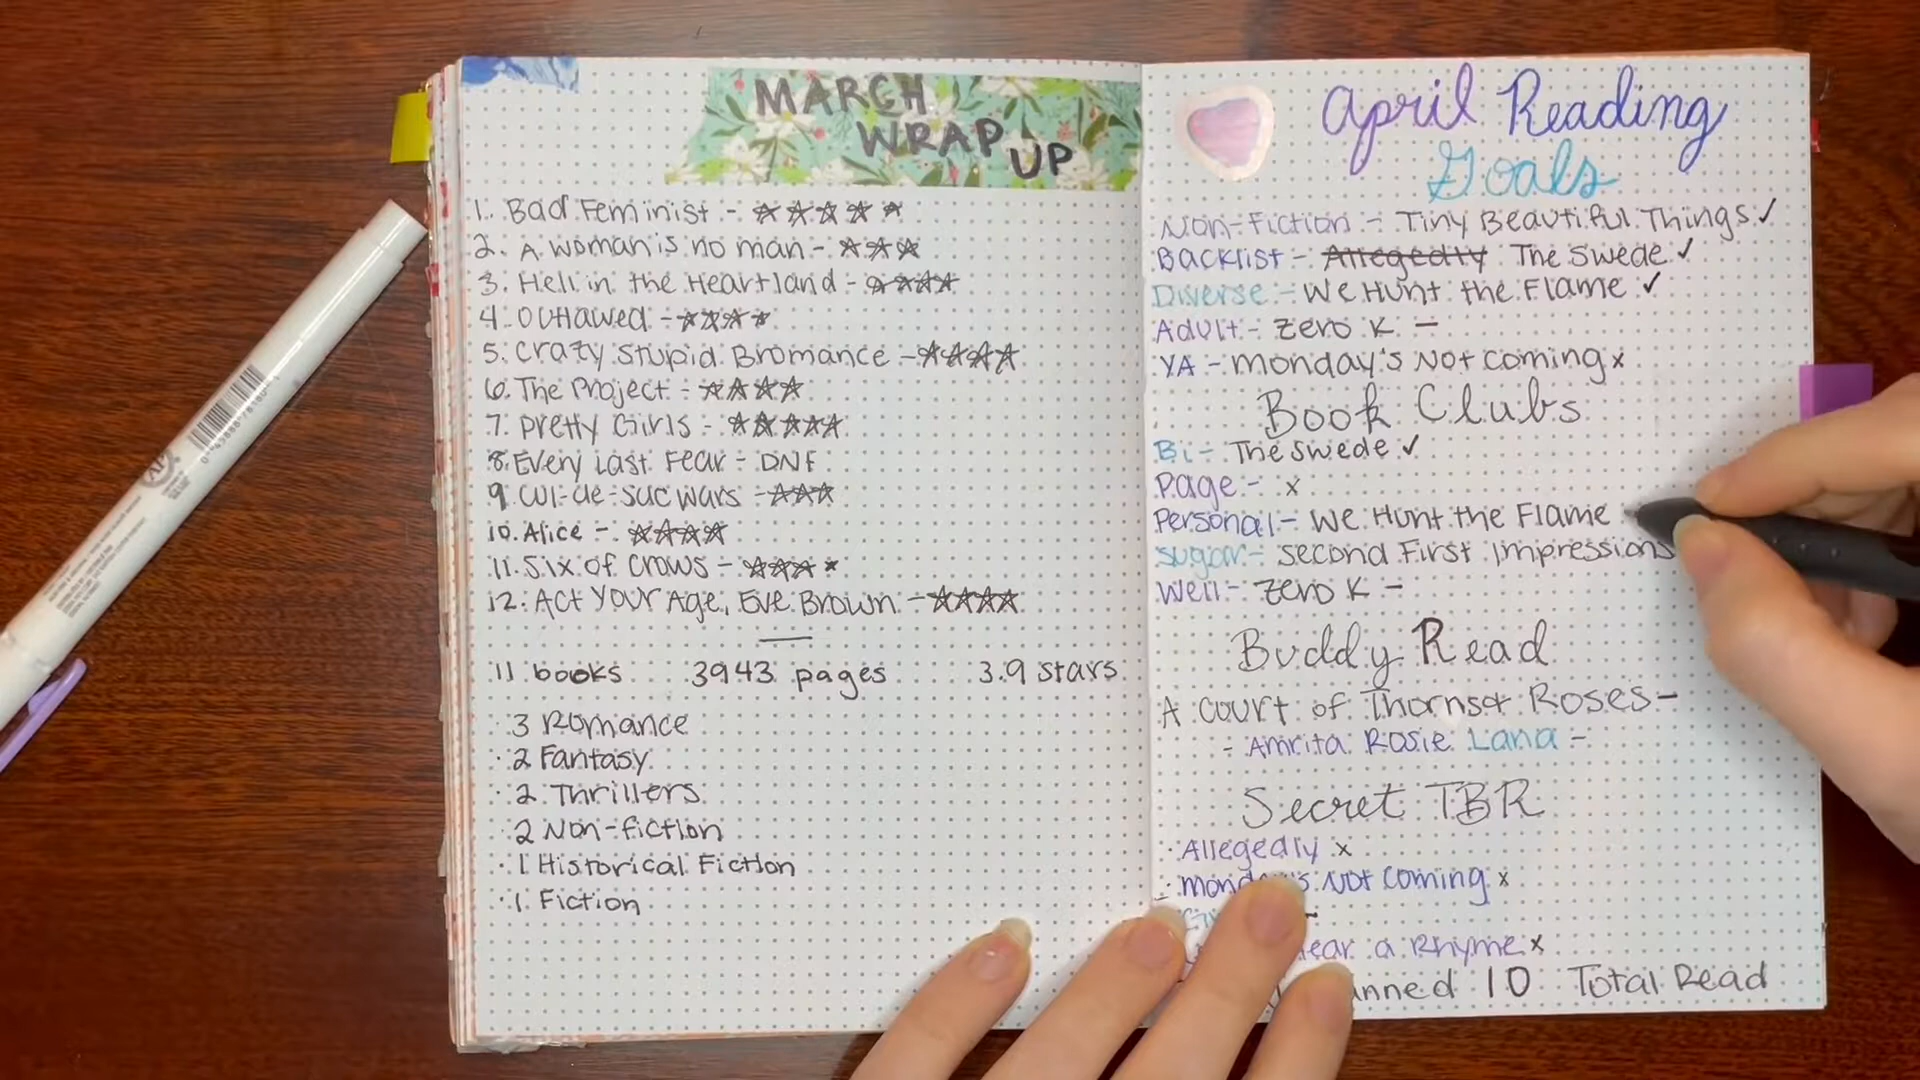 MARCH
WRAP
UP
1. Bad Feminist - ☆☆☆☆☆
2. A woman is no man - ☆☆☆
3. Hell in the Heartland - ☆☆☆☆
4. Outlawed - ☆☆☆☆
5. Crazy Stupid Bromance - ☆☆☆☆
6. The Project - ☆☆☆☆
7. Pretty Girls - ☆☆☆☆☆
8. Every Last Fear - DNF
9. Cul-de-sac wars - ☆☆☆
10. Alice - ☆☆☆☆
11. Six of Crows - ☆☆☆☆
12. Act Your Age, Eve Brown - ☆☆☆☆
11 books 3943 pages 3.9 stars
· 3 Romance
· 2 Fantasy
· 2 Thrillers
· 2 Non-fiction
· 1 Historical Fiction
· 1 Fiction
April Reading
Goals
Non-Fiction - Tiny Beautiful Things ✓
Backlist - Allegedly The Swede ✓
Diverse - We Hunt the Flame ✓
Adult - Zero K -
YA - Monday's Not Coming x
Book Clubs
Bi - The Swede ✓
Page - x
Personal - We Hunt the Flame
Sugar - Second First Impressions
Well - Zero K -
Buddy Read
A Court of Thorns & Roses -
- Amrita Rosie Lana -
Secret TBR
· Allegedly x
· Monday's Not Coming x
a Rhyme x
10 Total Read